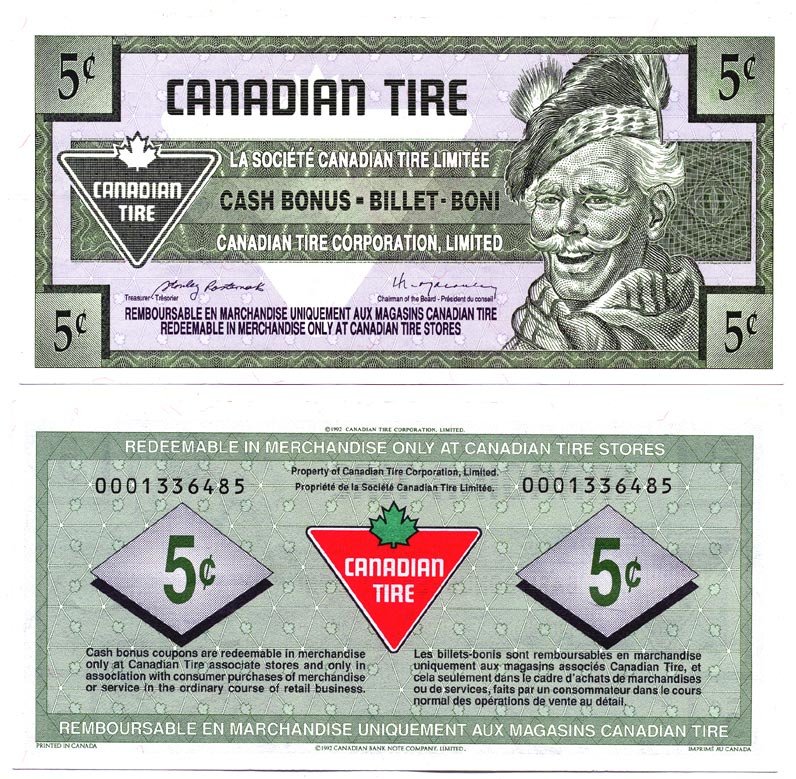 5¢
5¢
CANADIAN TIRE
LA SOCIÉTÉ CANADIAN TIRE LIMITÉE
CANADIAN
TIRE
CASH BONUS - BILLET - BONI
CANADIAN TIRE CORPORATION, LIMITED
Treasurer - Trésorier
Chairman of the Board - Président du conseil
5¢
5¢
REMBOURSABLE EN MARCHANDISE UNIQUEMENT AUX MAGASINS CANADIAN TIRE
REDEEMABLE IN MERCHANDISE ONLY AT CANADIAN TIRE STORES
©1992 CANADIAN TIRE CORPORATION, LIMITED.
REDEEMABLE IN MERCHANDISE ONLY AT CANADIAN TIRE STORES
Property of Canadian Tire Corporation, Limited.
Propriété de la Société Canadian Tire Limitée.
0001336485
0001336485
5¢
5¢
CANADIAN
TIRE
Cash bonus coupons are redeemable in merchandise
only at Canadian Tire associate stores and only in
association with consumer purchases of merchandise
or service in the ordinary course of retail business.
Les billets-bonis sont remboursables en marchandise
uniquement aux magasins associés Canadian Tire, et
cela seulement dans le cadre d'achats de marchandises
ou de services, faits par un consommateur dans le cours
normal des opérations de vente au détail.
REMBOURSABLE EN MARCHANDISE UNIQUEMENT AUX MAGASINS CANADIAN TIRE
PRINTED IN CANADA
©1992 CANADIAN BANK NOTE COMPANY, LIMITED.
IMPRIMÉ AU CANADA